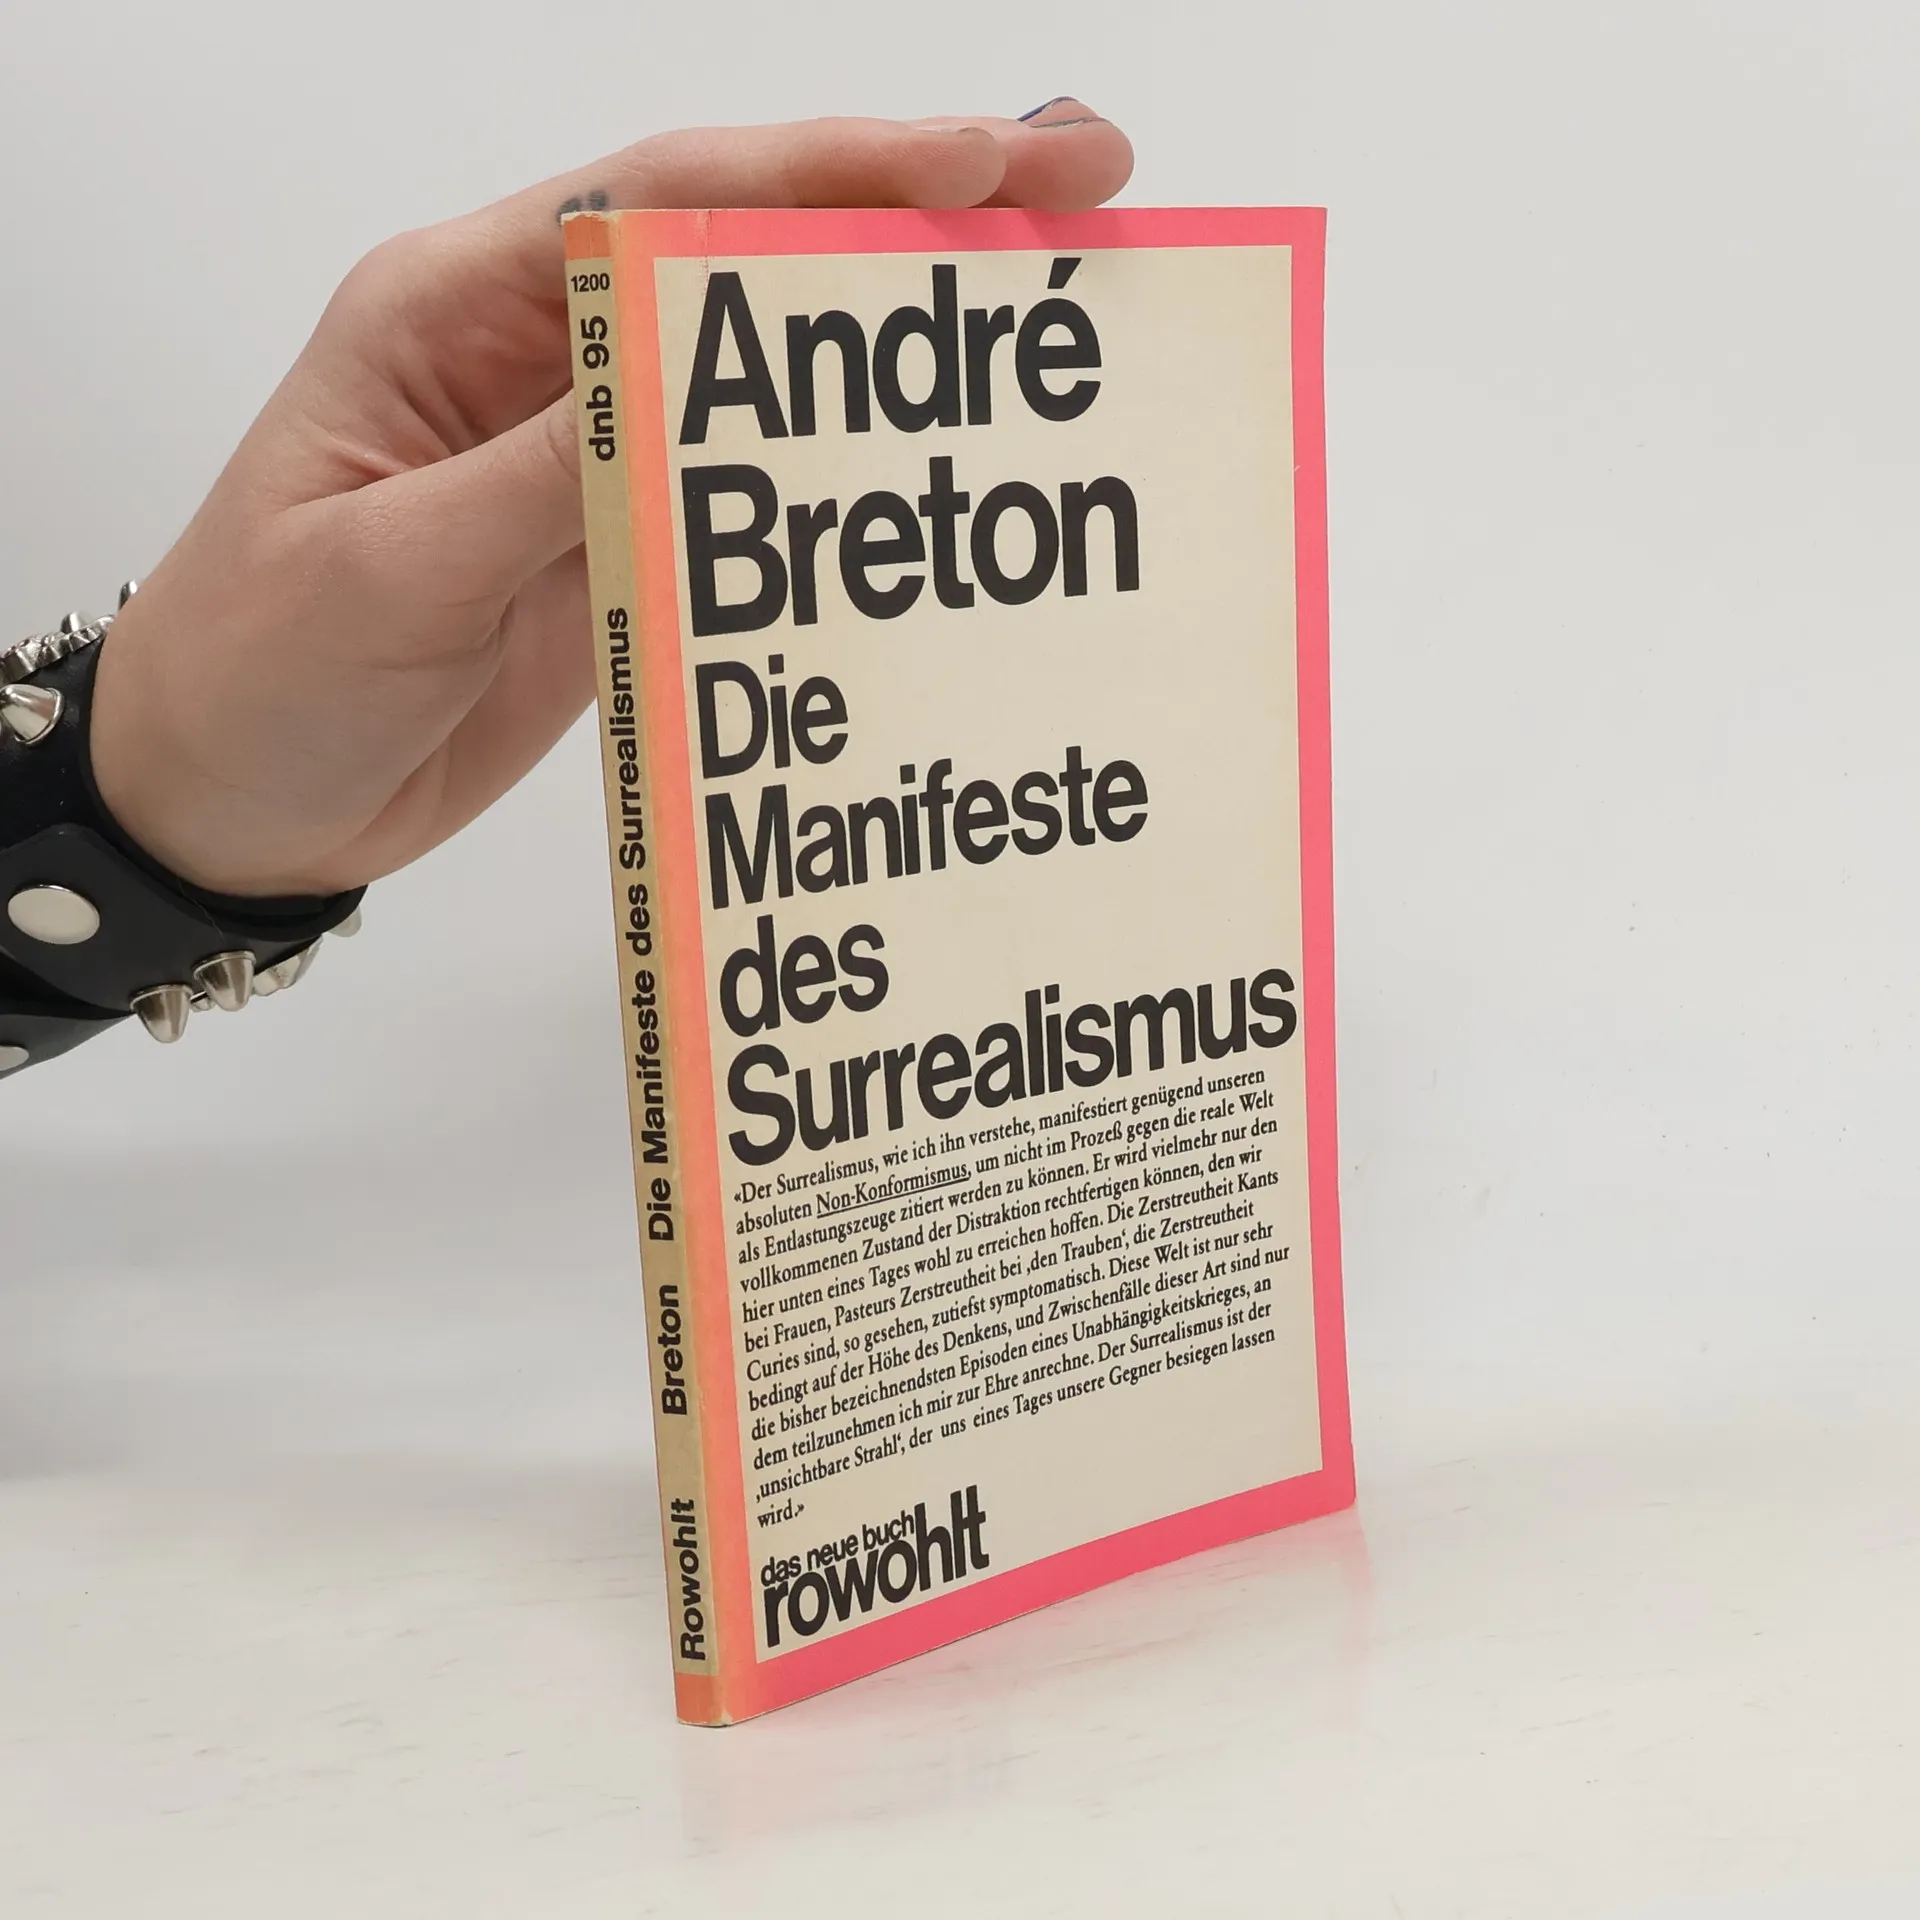 1200
dnb 95
Die Manifeste des Surrealismus
Breton
Rowohlt
André
Breton
Die
Manifeste
des
Surrealismus
«Der Surrealismus, wie ich ihn verstehe, manifestiert genügend unseren
absoluten Non-Konformismus, um nicht im Prozeß gegen die reale Welt
als Entlastungszeuge zitiert werden zu können. Er wird vielmehr nur den
vollkommenen Zustand der Distraktion rechtfertigen können, den wir
hier unten eines Tages wohl zu erreichen hoffen. Die Zerstreutheit Kants
bei Frauen, Pasteurs Zerstreutheit bei ‚den Trauben‘, die Zerstreutheit
Curies sind, so gesehen, zutiefst symptomatisch. Diese Welt ist nur sehr
bedingt auf der Höhe des Denkens, und Zwischenfälle dieser Art sind nur
die bisher bezeichnendsten Episoden eines Unabhängigkeitskrieges, an
dem teilzunehmen ich mir zur Ehre anrechne. Der Surrealismus ist der
‚unsichtbare Strahl‘, der uns eines Tages unsere Gegner besiegen lassen
wird.»
das neue buch
rowohlt